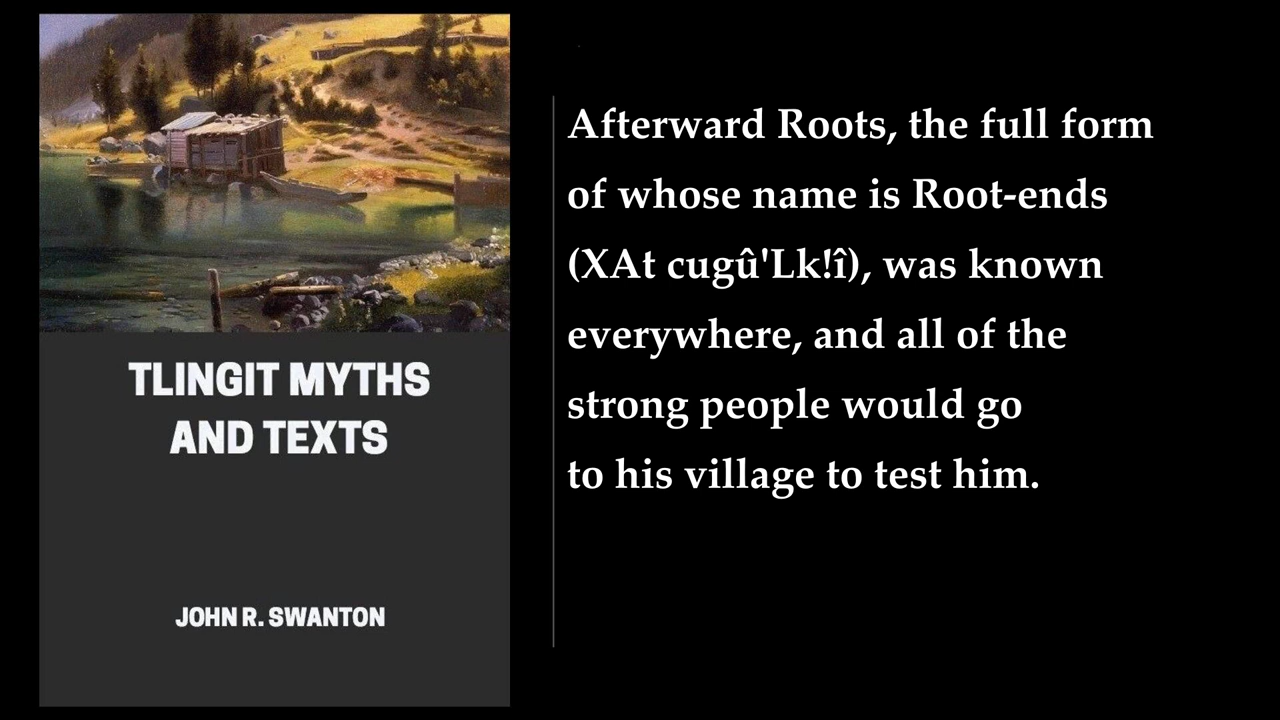 TLINGIT MYTHS
AND TEXTS
JOHN R. SWANTON
Afterward Roots, the full form
of whose name is Root-ends
(XAt cugû'Lk!î), was known
everywhere, and all of the
strong people would go
to his village to test him.